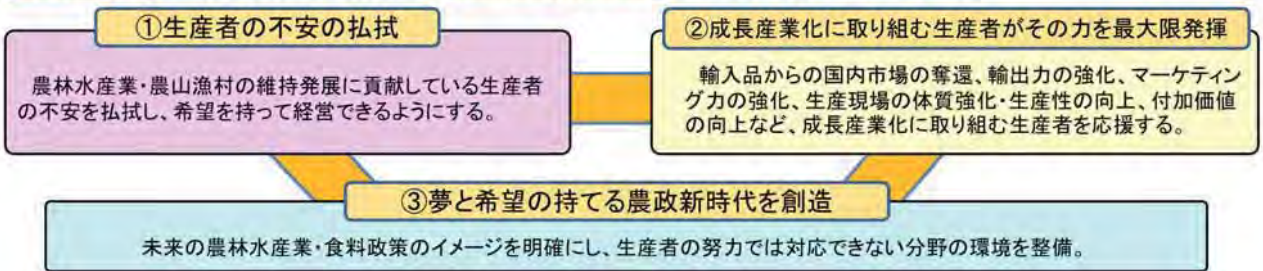 ①生産者の不安の払拭
農林水産業・農山漁村の維持発展に貢献している生産者
の不安を払拭し、希望を持って経営できるようにする。
②成長産業化に取り組む生産者がその力を最大限発揮
輸入品からの国内市場の奪還、輸出力の強化、マーケティン
グ力の強化、生産現場の体質強化・生産性の向上、付加価値
の向上など、成長産業化に取り組む生産者を応援する。
③夢と希望の持てる農政新時代を創造
未来の農林水産業・食料政策のイメージを明確にし、生産者の努力では対応できない分野の環境を整備。